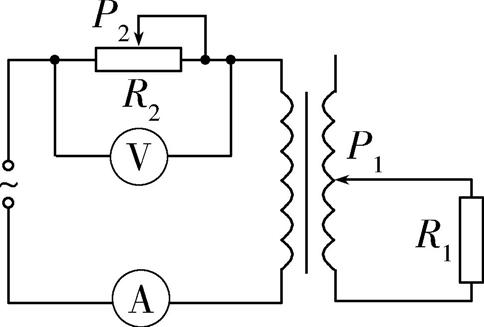 P₂
R₂
V
P₁
~
R₁
A